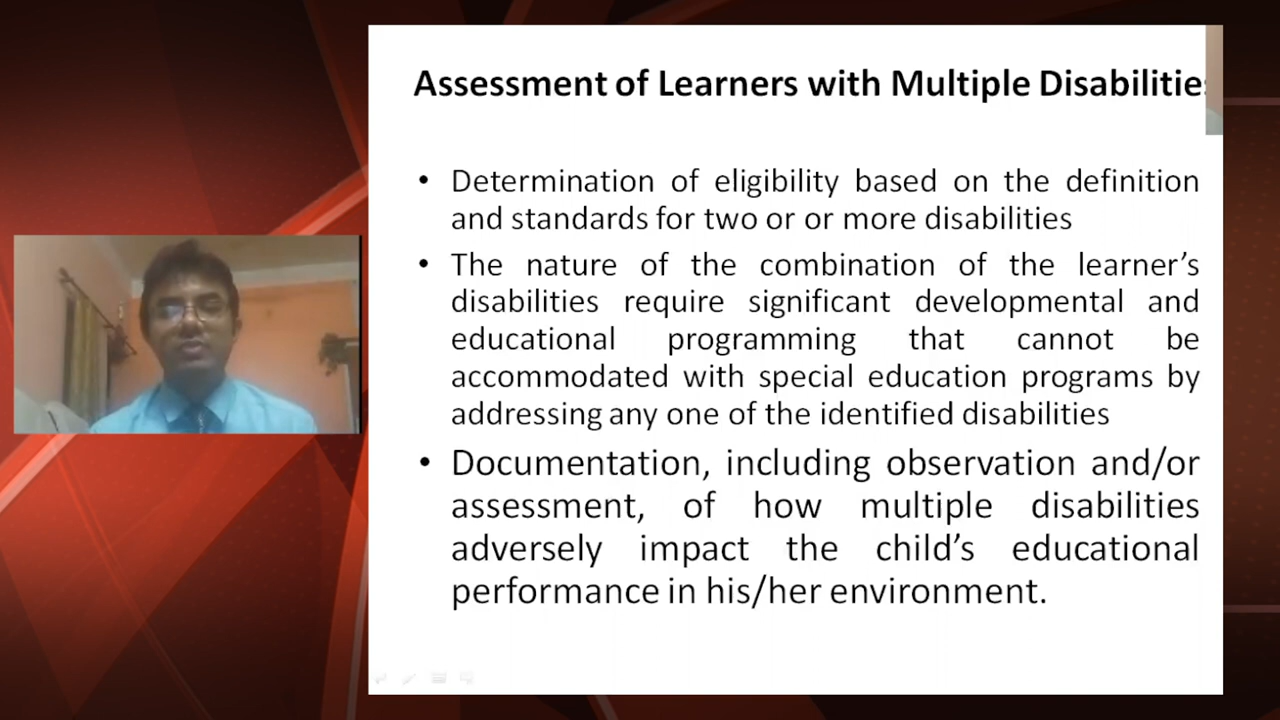 Assessment of Learners with Multiple Disabilities
• Determination of eligibility based on the definition
and standards for two or or more disabilities
• The nature of the combination of the learner’s
disabilities require significant developmental and
educational programming that cannot be
accommodated with special education programs by
addressing any one of the identified disabilities
• Documentation, including observation and/or
assessment, of how multiple disabilities
adversely impact the child’s educational
performance in his/her environment.